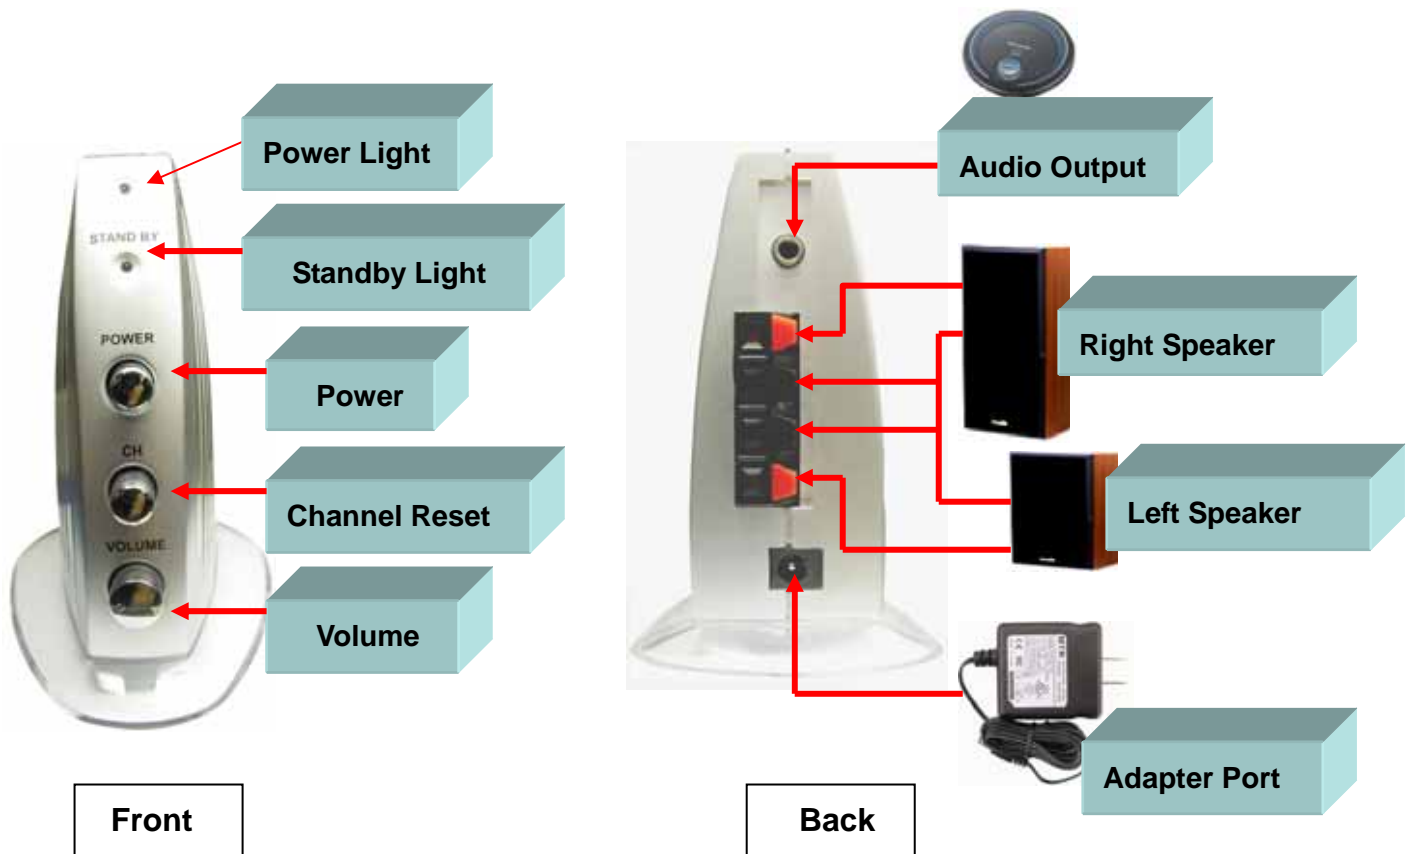 Power Light
STAND BY
Standby Light
POWER
Power
CH
Channel Reset
VOLUME
Volume
Front
Audio Output
Right Speaker
Left Speaker
Adapter Port
Back